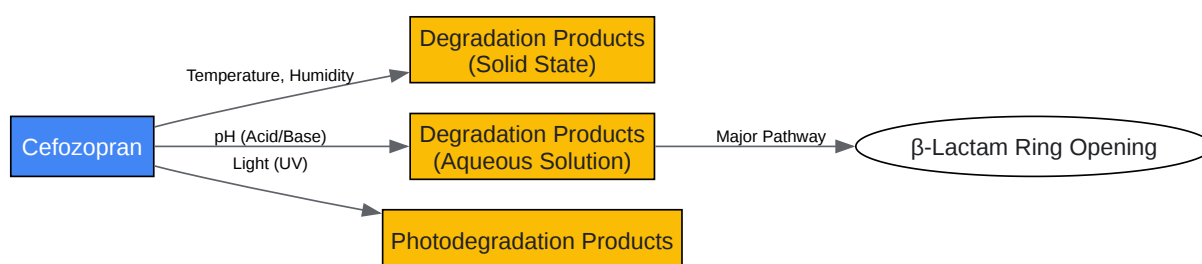 Degradation Products
(Solid State)
Temperature, Humidity
Cefozopran
pH (Acid/Base)
Degradation Products
(Aqueous Solution)
Major Pathway
β-Lactam Ring Opening
Light (UV)
Photodegradation Products